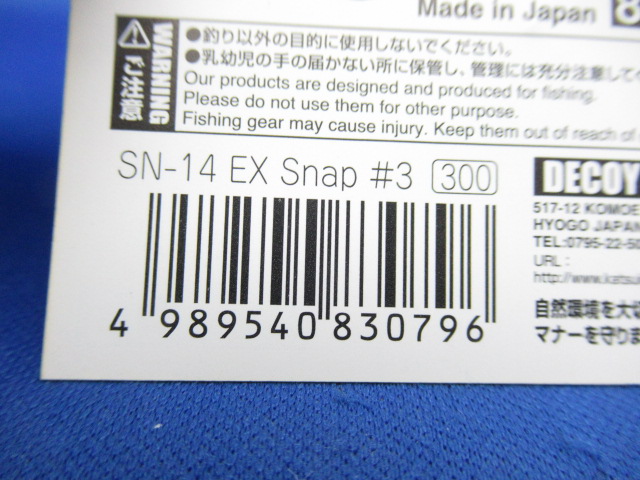 Made in Japan 8
WARNING
ご注意
●釣り以外の目的に使用しないでください。
●乳幼児の手の届かない所に保管し、管理には充分注意して
Our products are designed and produced for fishing.
Please do not use them for other purpose.
Fishing gear may cause injury. Keep them out of reach of
SN-14 EX Snap #3 300
4 989540 830796
DECOY
517-12 KOMOE
HYOGO JAPAN
TEL:0795-22-50
URL:
http://www.katsu
自然環境を大切
マナーを守りま